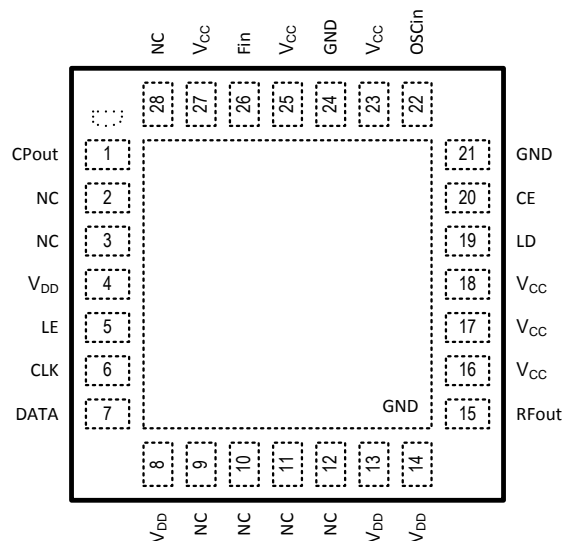 NC
V_CC
Fin
V_CC
GND
V_CC
OSCin
28
27
26
25
24
23
22
CPout 1
NC 2
NC 3
V_DD 4
LE 5
CLK 6
DATA 7
21 GND
20 CE
19 LD
18 V_CC
17 V_CC
16 V_CC
15 RFout
GND
8
9
10
11
12
13
14
V_DD
NC
NC
NC
NC
V_DD
V_DD